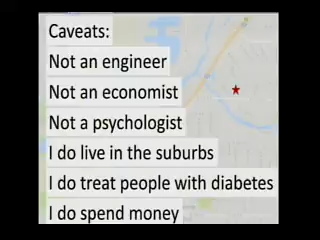 Caveats:
Not an engineer
Not an economist
Not a psychologist
I do live in the suburbs
I do treat people with diabetes
I do spend money